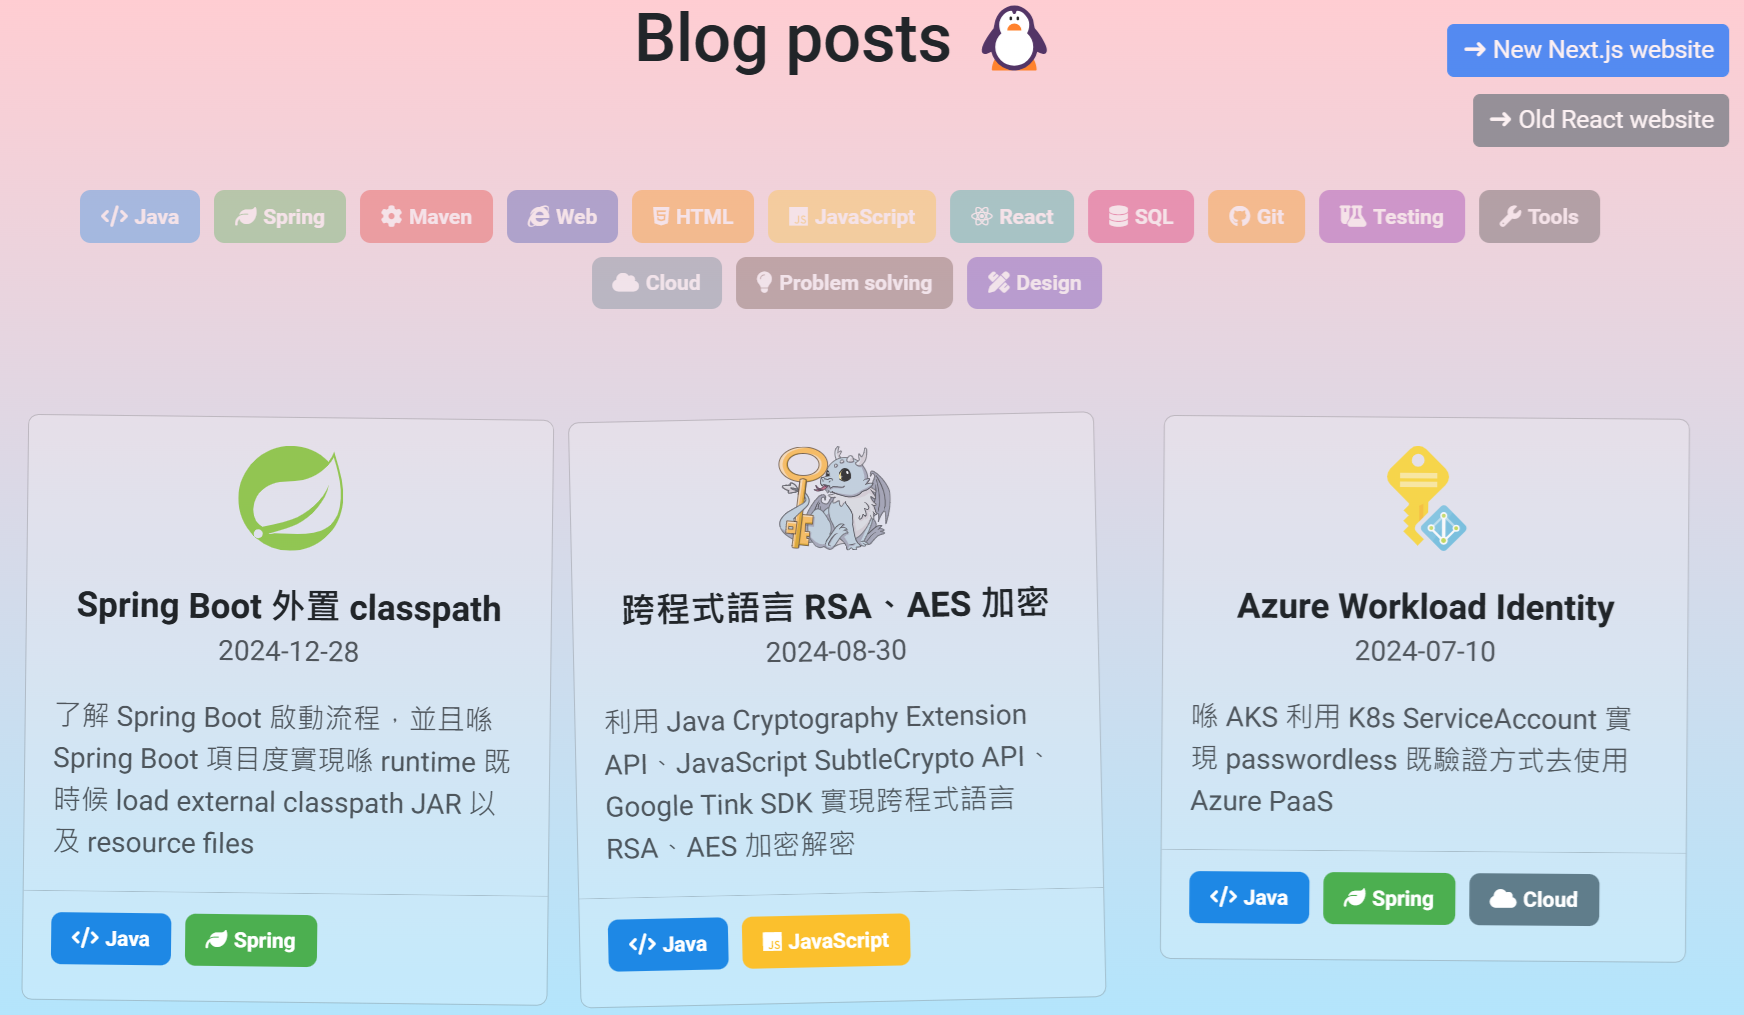 Blog posts
→ New Next.js website
→ Old React website
</> Java
Spring
Maven
Web
HTML
JavaScript
React
SQL
Git
Testing
Tools
Cloud
Problem solving
Design
Spring Boot 外置 classpath
2024-12-28
了解 Spring Boot 啟動流程，並且喺
Spring Boot 項目度實現喺 runtime 既
時候 load external classpath JAR 以
及 resource files
</> Java
Spring
跨程式語言 RSA、AES 加密
2024-08-30
利用 Java Cryptography Extension
API、JavaScript SubtleCrypto API、
Google Tink SDK 實現跨程式語言
RSA、AES 加密解密
</> Java
JS JavaScript
Azure Workload Identity
2024-07-10
喺 AKS 利用 K8s ServiceAccount 實
現 passwordless 既驗證方式去使用
Azure PaaS
</> Java
Spring
Cloud